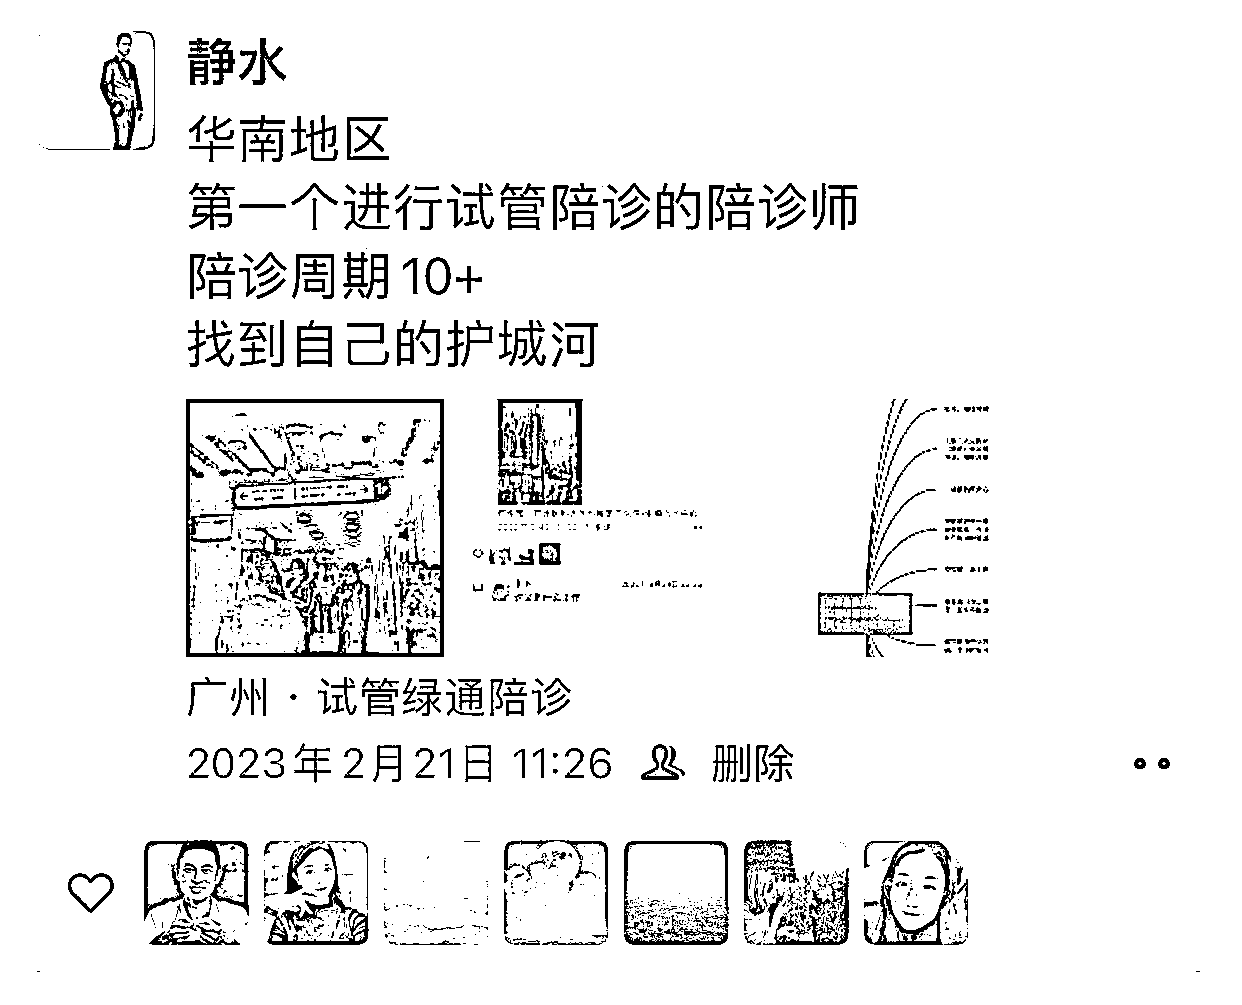 静水
华南地区
第一个进行试管陪诊的陪诊师
陪诊周期10+
找到自己的护城河
广州 · 试管绿通陪诊
2023年2月21日 11:26 删除